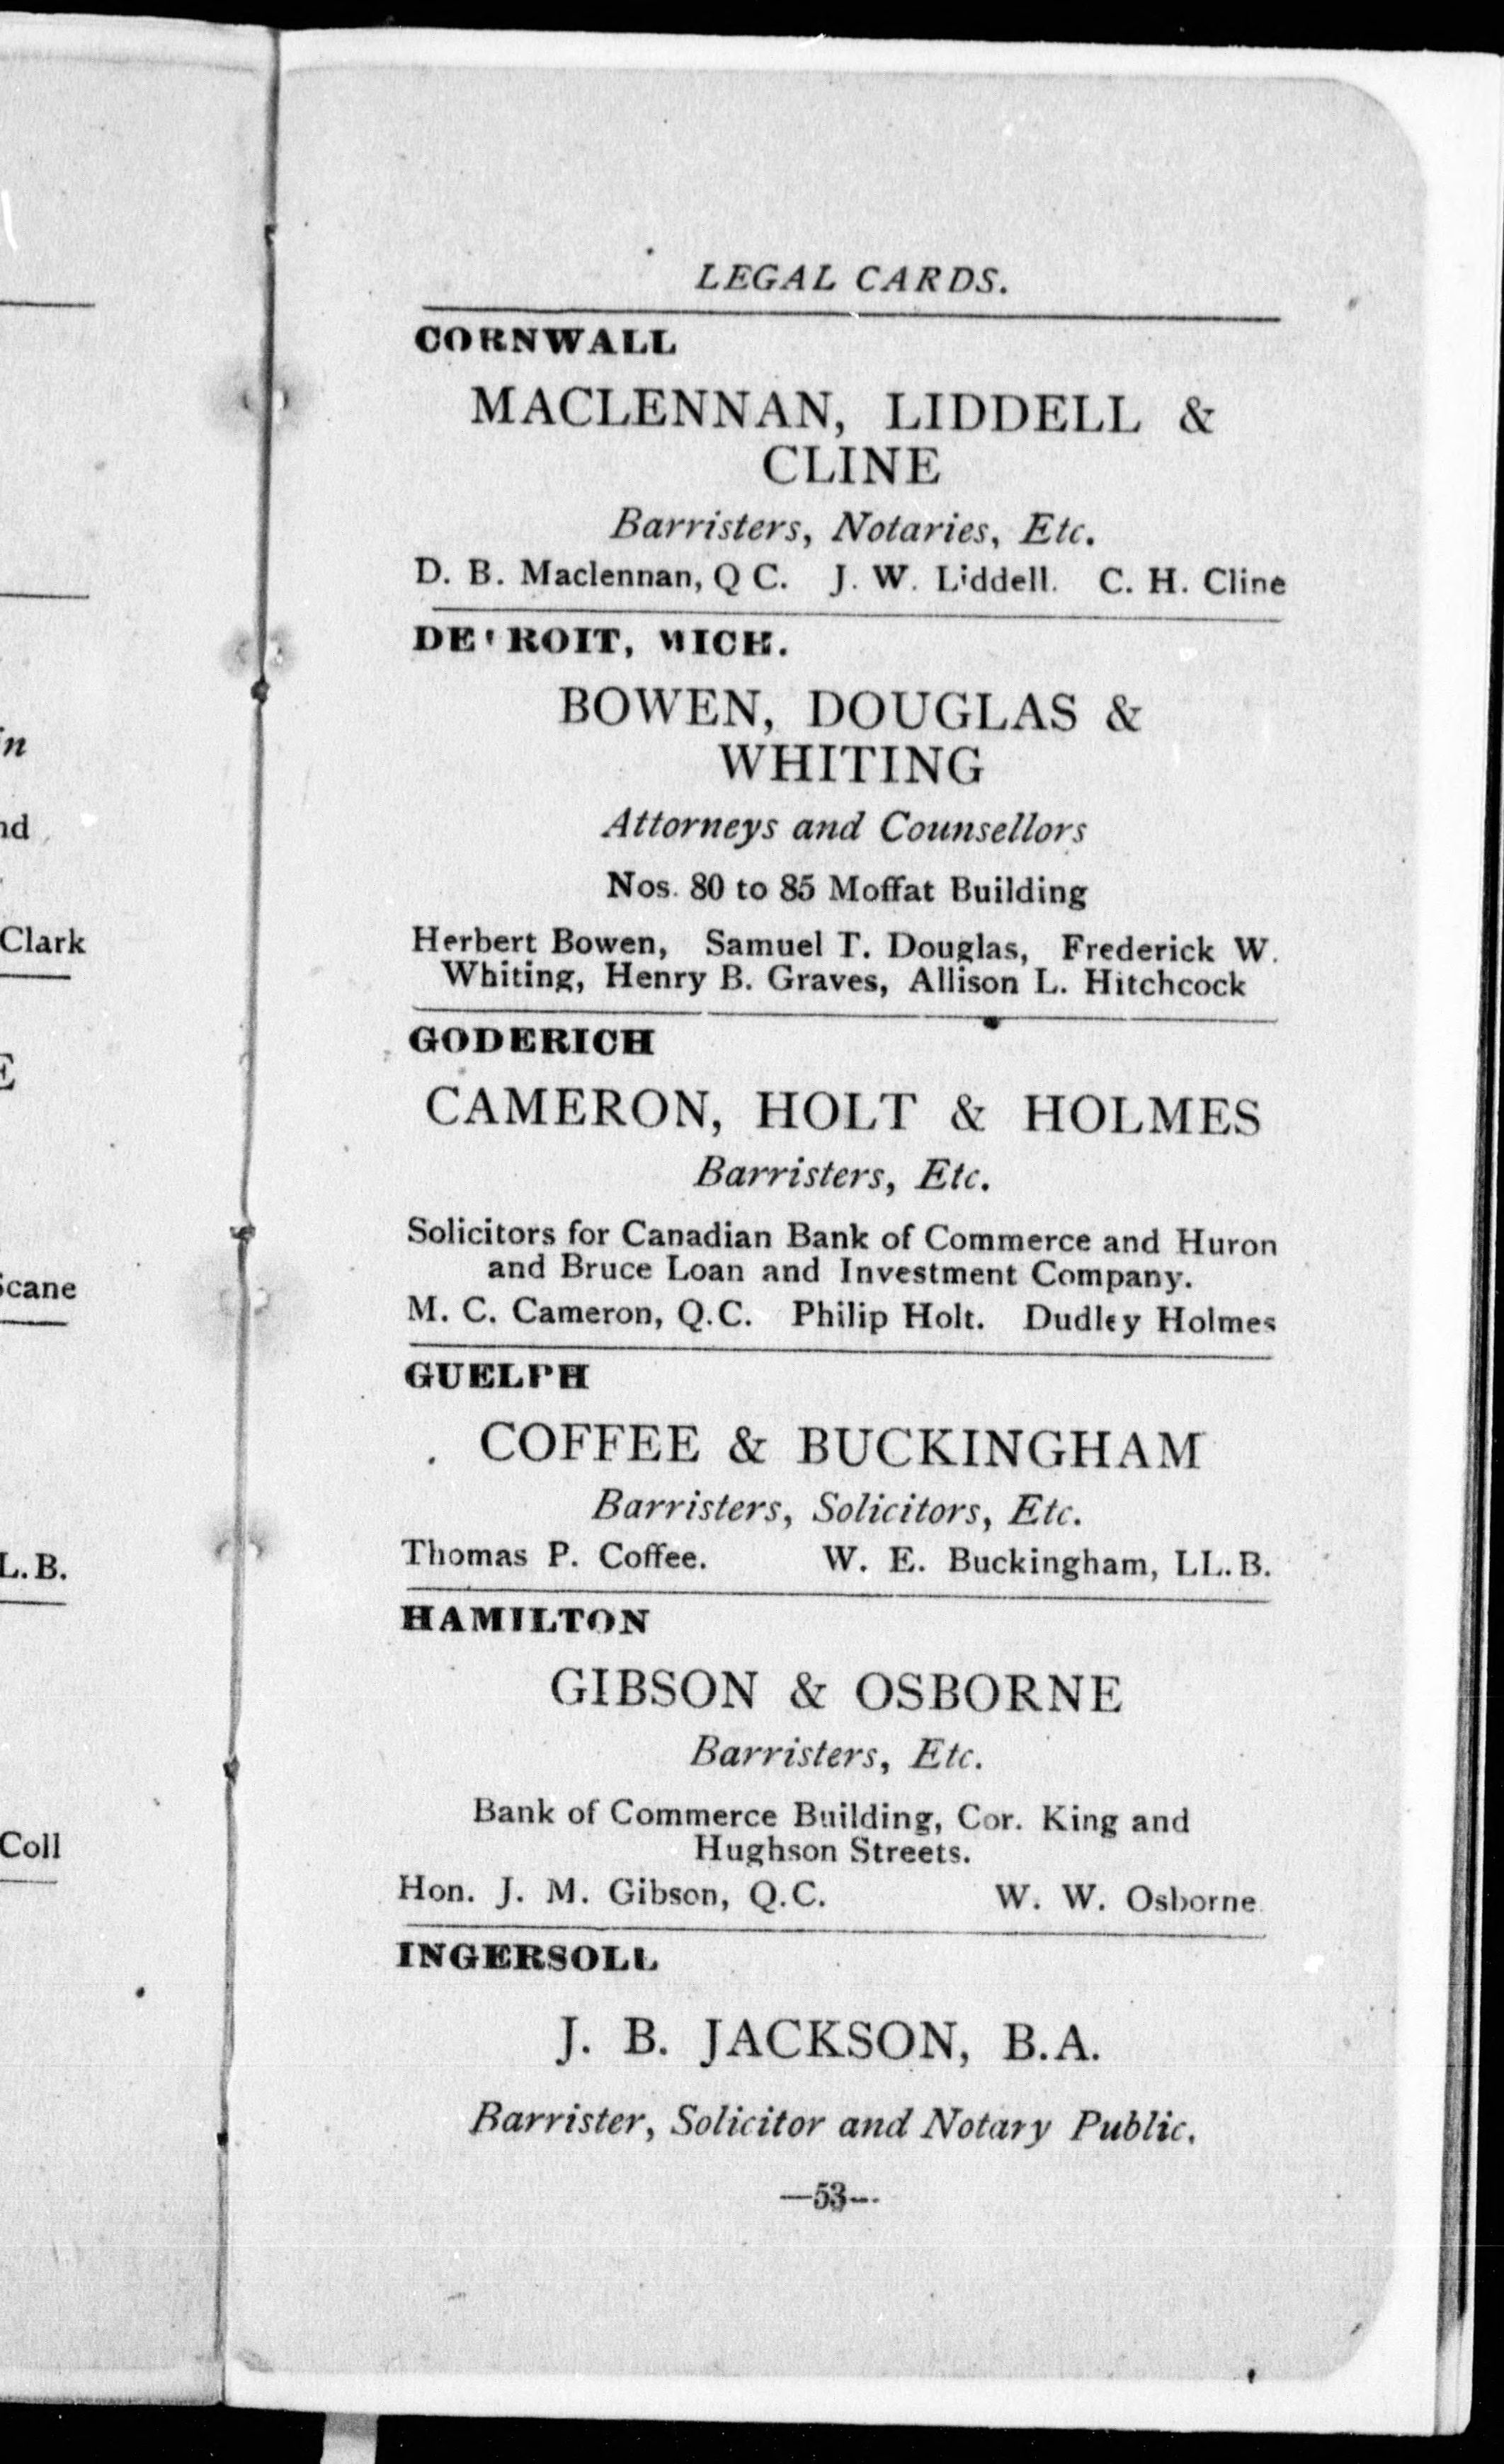 in
nd
Clark
E
Scane
L.B.
Coll
LEGAL CARDS.
CORNWALL
MACLENNAN, LIDDELL &
CLINE
Barristers, Notaries, Etc.
D. B. Maclennan, Q C. J. W. Liddell. C. H. Cline
DETROIT, MICH.
BOWEN, DOUGLAS &
WHITING
Attorneys and Counsellors
Nos. 80 to 85 Moffat Building
Herbert Bowen, Samuel T. Douglas, Frederick W.
Whiting, Henry B. Graves, Allison L. Hitchcock
GODERICH
CAMERON, HOLT & HOLMES
Barristers, Etc.
Solicitors for Canadian Bank of Commerce and Huron
and Bruce Loan and Investment Company.
M. C. Cameron, Q.C. Philip Holt. Dudley Holmes
GUELPH
COFFEE & BUCKINGHAM
Barristers, Solicitors, Etc.
Thomas P. Coffee. W. E. Buckingham, LL.B.
HAMILTON
GIBSON & OSBORNE
Barristers, Etc.
Bank of Commerce Building, Cor. King and
Hughson Streets.
Hon. J. M. Gibson, Q.C. W. W. Osborne
INGERSOLL
J. B. JACKSON, B.A.
Barrister, Solicitor and Notary Public.
—53—